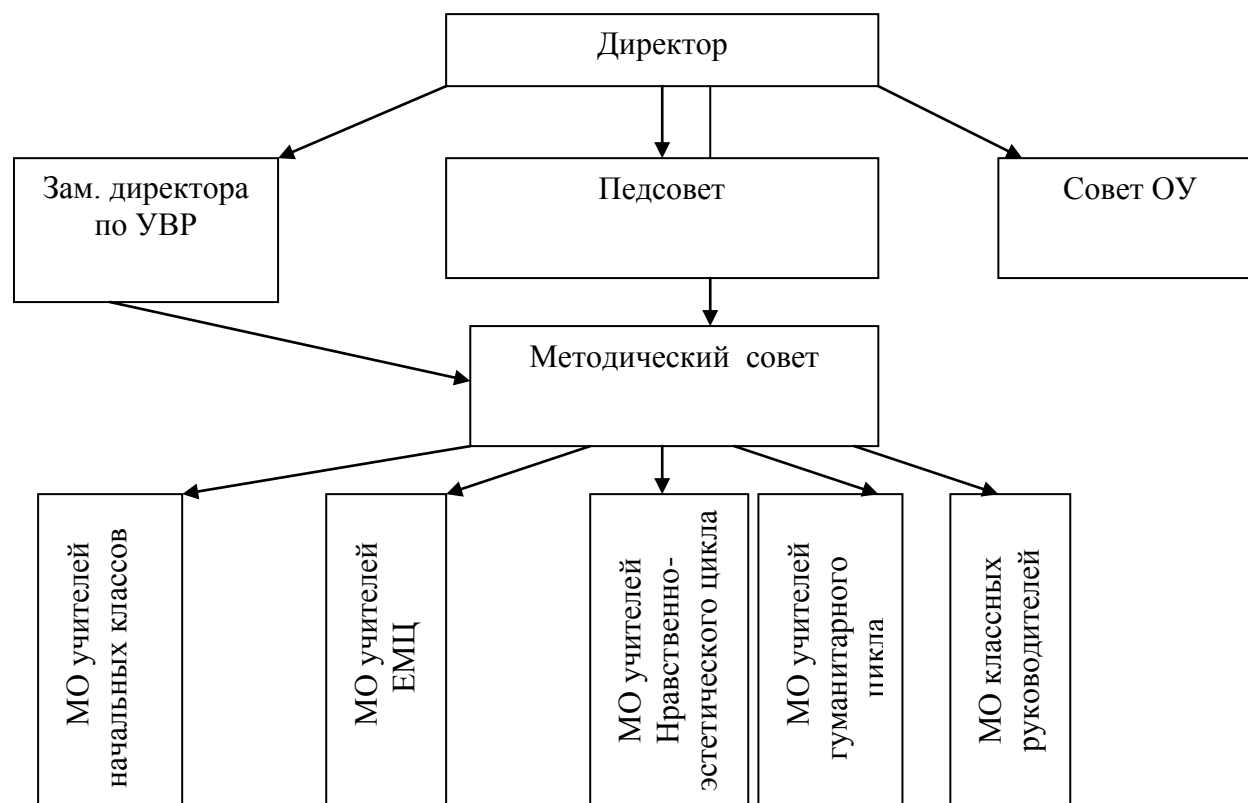 Директор
Зам. директора
по УВР
Педсовет
Совет ОУ
Методический совет
МО учителей
начальных классов
МО учителей
ЕМЦ
МО учителей
Нравственно-
эстетического цикла
МО учителей
гуманитарного
цикла
МО классных
руководителей